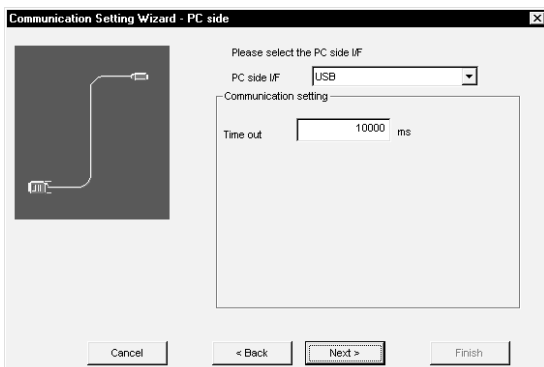 Communication Setting Wizard - PC side
Please select the PC side I/F
PC side I/F USB
Communication setting
Time out 10000 ms
Cancel < Back Next > Finish